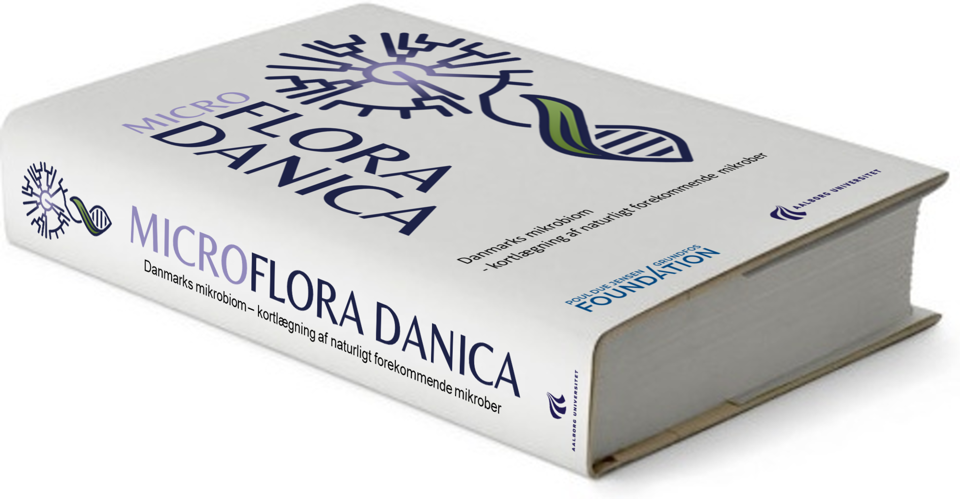 MICRO
FLORA
DANICA
Danmarks mikrobiom
- kortlægning af naturligt forekommende mikrober
POUL DUE JENSEN / GRUNDFOS
FOUNDATION
AALBORG UNIVERSITET
MICROFLORA DANICA
Danmarks mikrobiom – kortlægning af naturligt forekommende mikrober
AALBORG UNIVERSITET